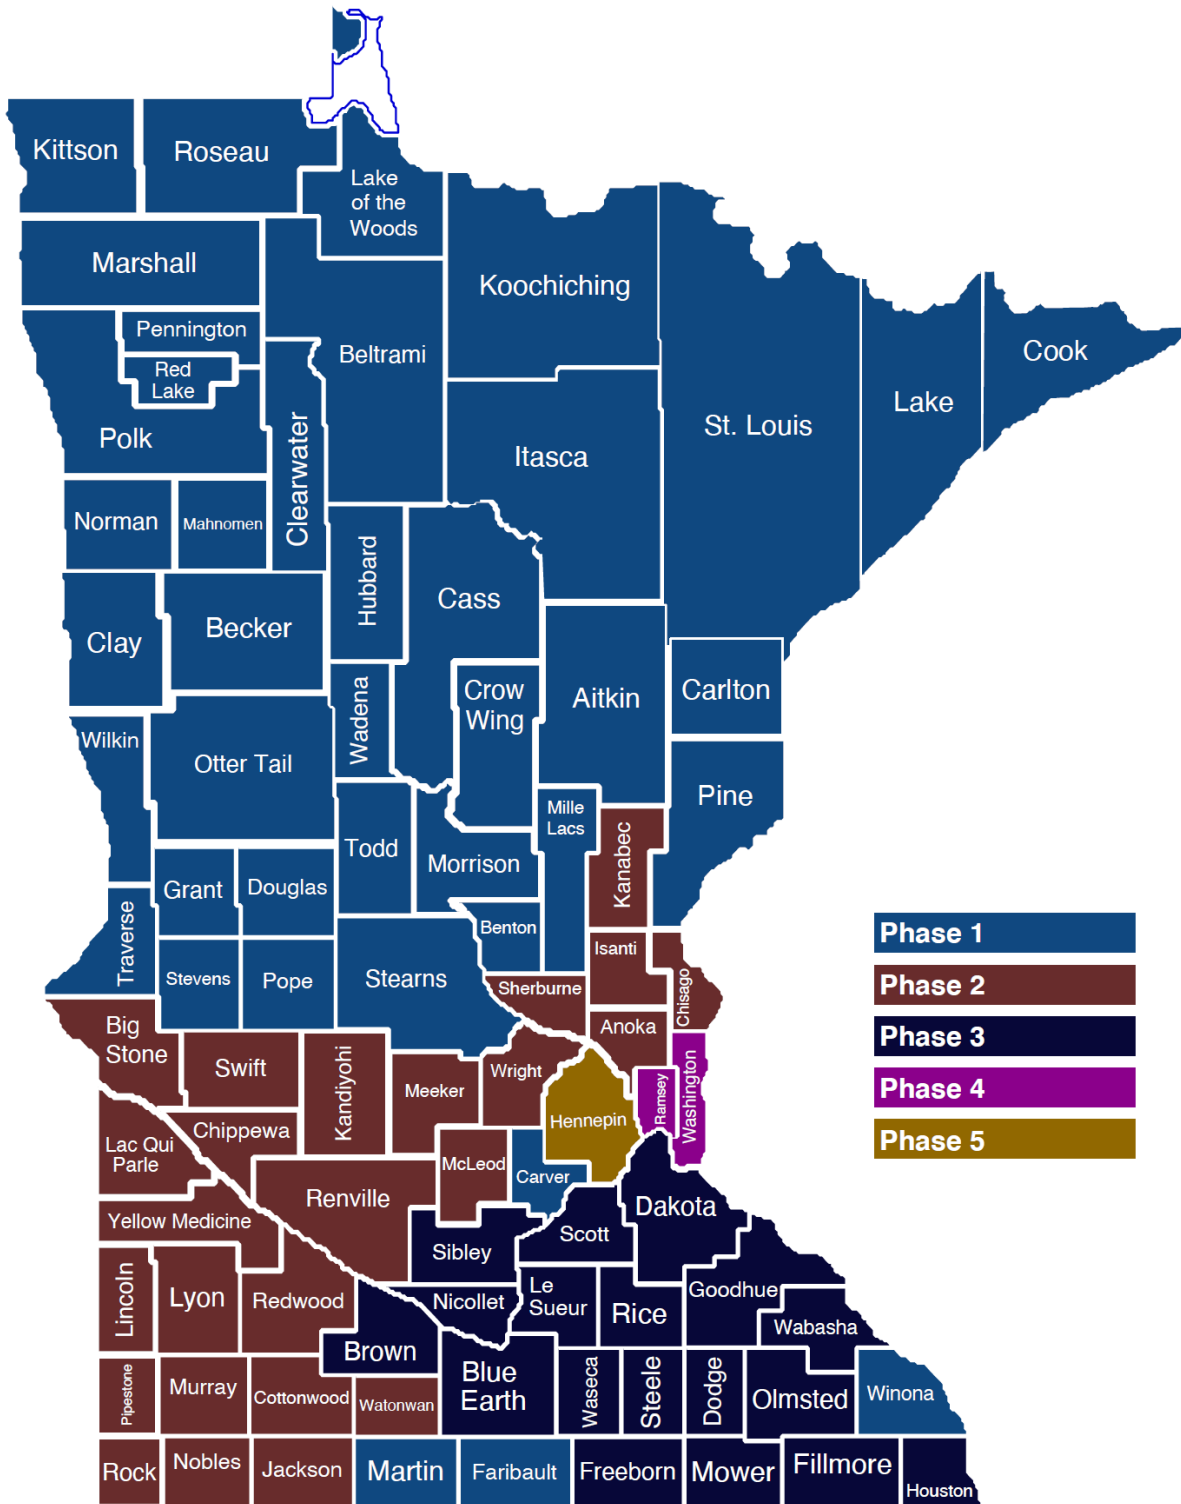 Kittson
Roseau
Lake
of the
Woods
Marshall
Koochiching
Pennington
Beltrami
Red
Lake
Cook
Lake
St. Louis
Polk
Clearwater
Itasca
Norman
Mahnomen
Hubbard
Cass
Clay
Becker
Crow
Wing
Aitkin
Carlton
Wadena
Wilkin
Otter Tail
Pine
Mille
Lacs
Todd
Morrison
Kanabec
Grant
Douglas
Traverse
Benton
Isanti
Stevens
Pope
Stearns
Sherburne
Chisago
Phase 1
Phase 2
Phase 3
Phase 4
Phase 5
Big
Stone
Swift
Kandiyohi
Meeker
Wright
Anoka
Ramsey
Washington
Hennepin
Lac Qui
Parle
Chippewa
McLeod
Carver
Renville
Dakota
Yellow Medicine
Scott
Sibley
Lincoln
Lyon
Redwood
Nicollet
Le
Sueur
Rice
Goodhue
Wabasha
Brown
Pipestone
Murray
Cottonwood
Watonwan
Blue
Earth
Waseca
Steele
Dodge
Olmsted
Winona
Rock
Nobles
Jackson
Martin
Faribault
Freeborn
Mower
Fillmore
Houston